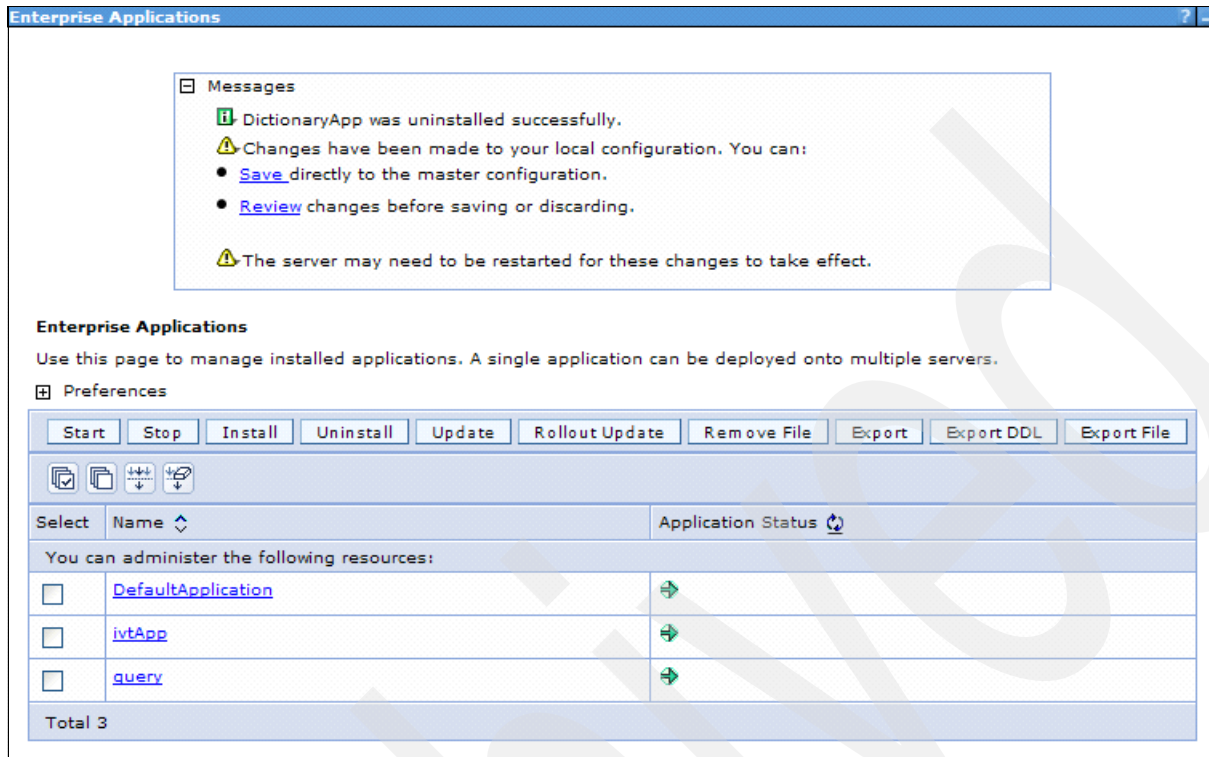 Enterprise Applications ? -
Messages
DictionaryApp was uninstalled successfully.
Changes have been made to your local configuration. You can:
Save directly to the master configuration.
Review changes before saving or discarding.
The server may need to be restarted for these changes to take effect.
Enterprise Applications
Use this page to manage installed applications. A single application can be deployed onto multiple servers.
Preferences
Start Stop Install Uninstall Update Rollout Update Remove File Export Export DDL Export File
Select Name Application Status
You can administer the following resources:
DefaultApplication
ivtApp
query
Total 3